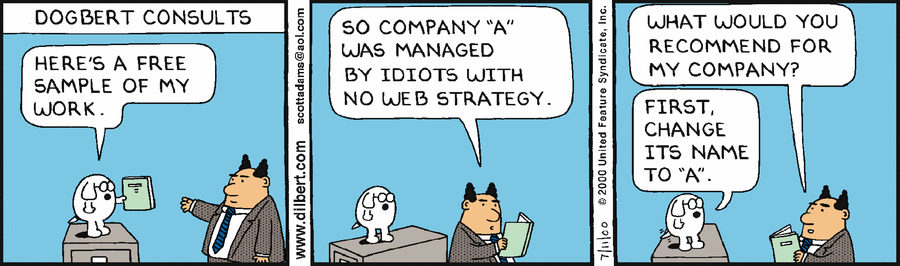 DOGBERT CONSULTS
HERE'S A FREE
SAMPLE OF MY
WORK.
www.dilbert.com scottadams@aol.com
SO COMPANY "A"
WAS MANAGED
BY IDIOTS WITH
NO WEB STRATEGY.
7/11/00 © 2000 United Feature Syndicate, Inc.
WHAT WOULD YOU
RECOMMEND FOR
MY COMPANY?
FIRST,
CHANGE
ITS NAME
TO "A".